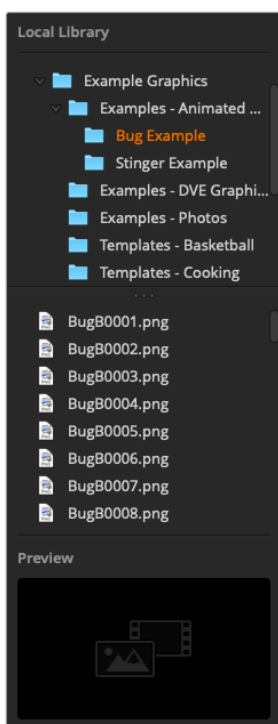 Local Library
Example Graphics
Examples - Animated ...
Bug Example
Stinger Example
Examples - DVE Graphi...
Examples - Photos
Templates - Basketball
Templates - Cooking
BugB0001.png
BugB0002.png
BugB0003.png
BugB0004.png
BugB0005.png
BugB0006.png
BugB0007.png
BugB0008.png
Preview